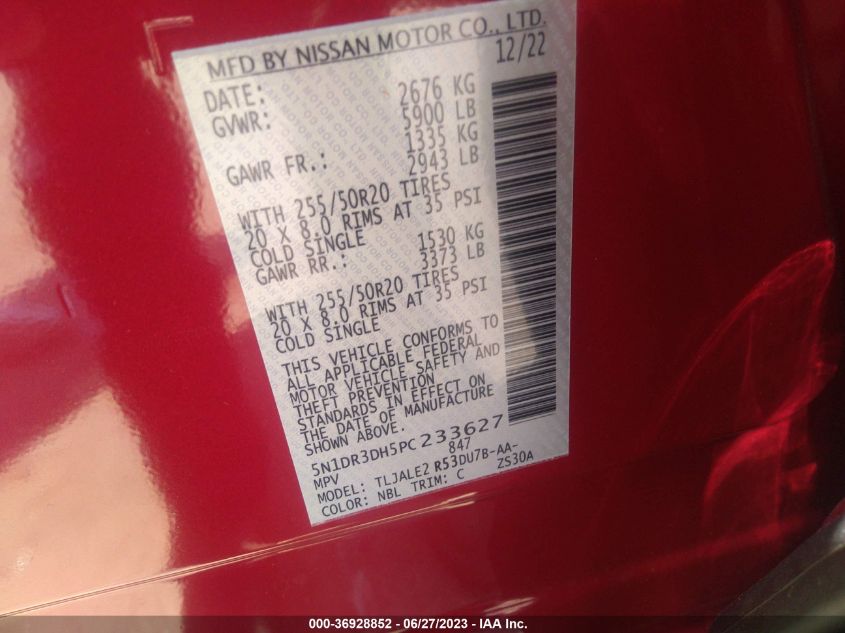 MFD BY NISSAN MOTOR CO., LTD.
DATE: 12/22
GVWR: 2676 KG
5900 LB
GAWR FR.: 1335 KG
2943 LB
WITH 255/50R20 TIRES
20 X 8.0 RIMS AT 35 PSI
COLD SINGLE
GAWR RR.: 1530 KG
3373 LB
WITH 255/50R20 TIRES
20 X 8.0 RIMS AT 35 PSI
COLD SINGLE
THIS VEHICLE CONFORMS TO
ALL APPLICABLE FEDERAL
MOTOR VEHICLE SAFETY AND
THEFT PREVENTION
STANDARDS IN EFFECT ON
THE DATE OF MANUFACTURE
SHOWN ABOVE.
5N1DR3DH5PC233627
MPV 847
MODEL: TLJALE2 R53DU7B-AA-
COLOR: NBL TRIM: C ZS30A
000-36928852 - 06/27/2023 - IAA Inc.